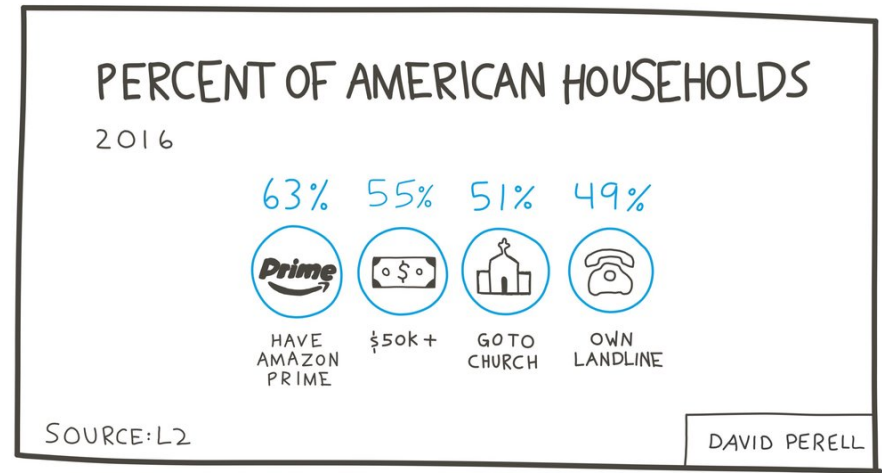 PERCENT OF AMERICAN HOUSEHOLDS
2016
63% 55% 51% 49%
Prime $
HAVE AMAZON PRIME
$50K+
GO TO CHURCH
OWN LANDLINE
SOURCE: L2
DAVID PERELL